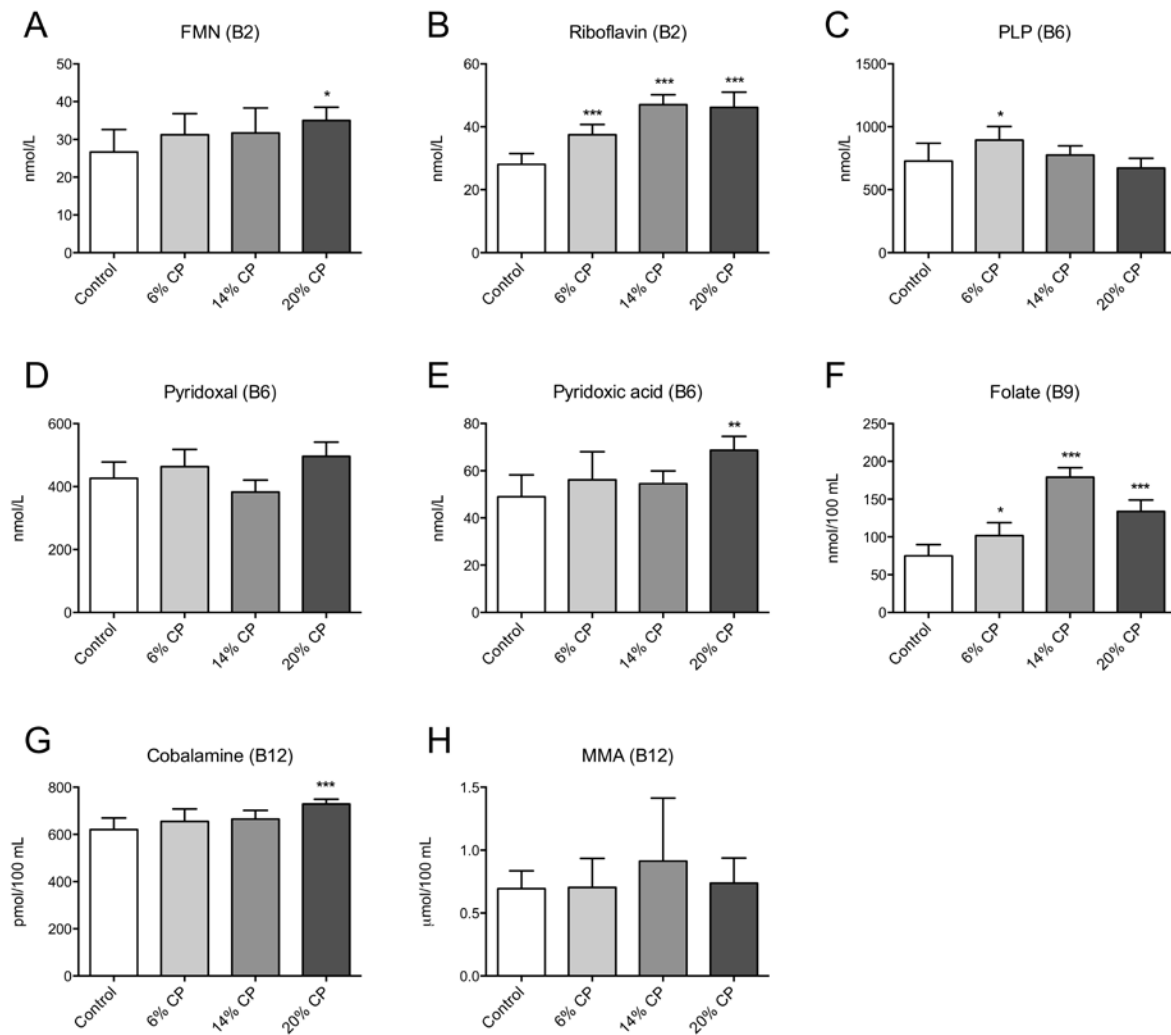 A
FMN (B2)
nmol/L
50
40
30
20
10
0
*
Control
6% CP
14% CP
20% CP
B
Riboflavin (B2)
nmol/L
60
40
20
0
***
***
***
Control
6% CP
14% CP
20% CP
C
PLP (B6)
nmol/L
1500
1000
500
0
*
Control
6% CP
14% CP
20% CP
D
Pyridoxal (B6)
nmol/L
600
400
200
0
Control
6% CP
14% CP
20% CP
E
Pyridoxic acid (B6)
nmol/L
80
60
40
20
0
**
Control
6% CP
14% CP
20% CP
F
Folate (B9)
nmol/100 mL
250
200
150
100
50
0
*
***
***
Control
6% CP
14% CP
20% CP
G
Cobalamine (B12)
pmol/100 mL
800
600
400
200
0
***
Control
6% CP
14% CP
20% CP
H
MMA (B12)
μmol/100 mL
1.5
1.0
0.5
0.0
Control
6% CP
14% CP
20% CP